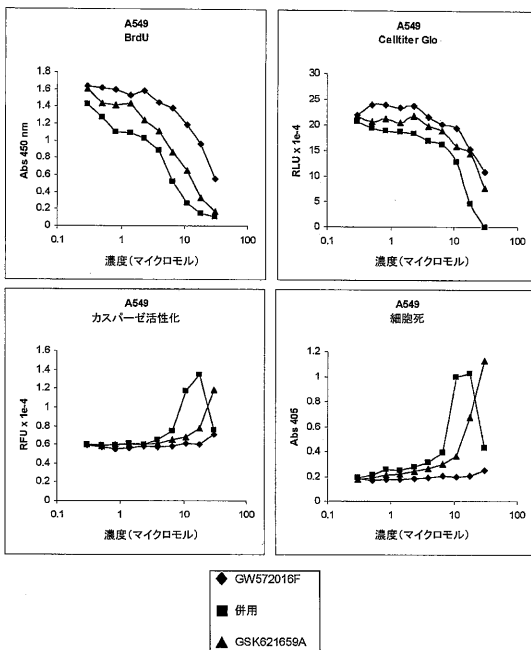 A549
BrdU
Abs 450 nm
1.8
1.6
1.4
1.2
1
0.8
0.6
0.4
0.2
0
0.1
1
10
100
濃度(マイクロモル)
A549
Celltiter Glo
RLU x 1e-4
30
25
20
15
10
5
0
0.1
1
10
100
濃度(マイクロモル)
A549
カスパーゼ活性化
RFU x 1e-4
1.6
1.4
1.2
1
0.8
0.6
0.4
0.1
1
10
100
濃度(マイクロモル)
A549
細胞死
Abs 405
1.2
1
0.8
0.6
0.4
0.2
0
0.1
1
10
100
濃度(マイクロモル)
GW572016F
併用
GSK621659A